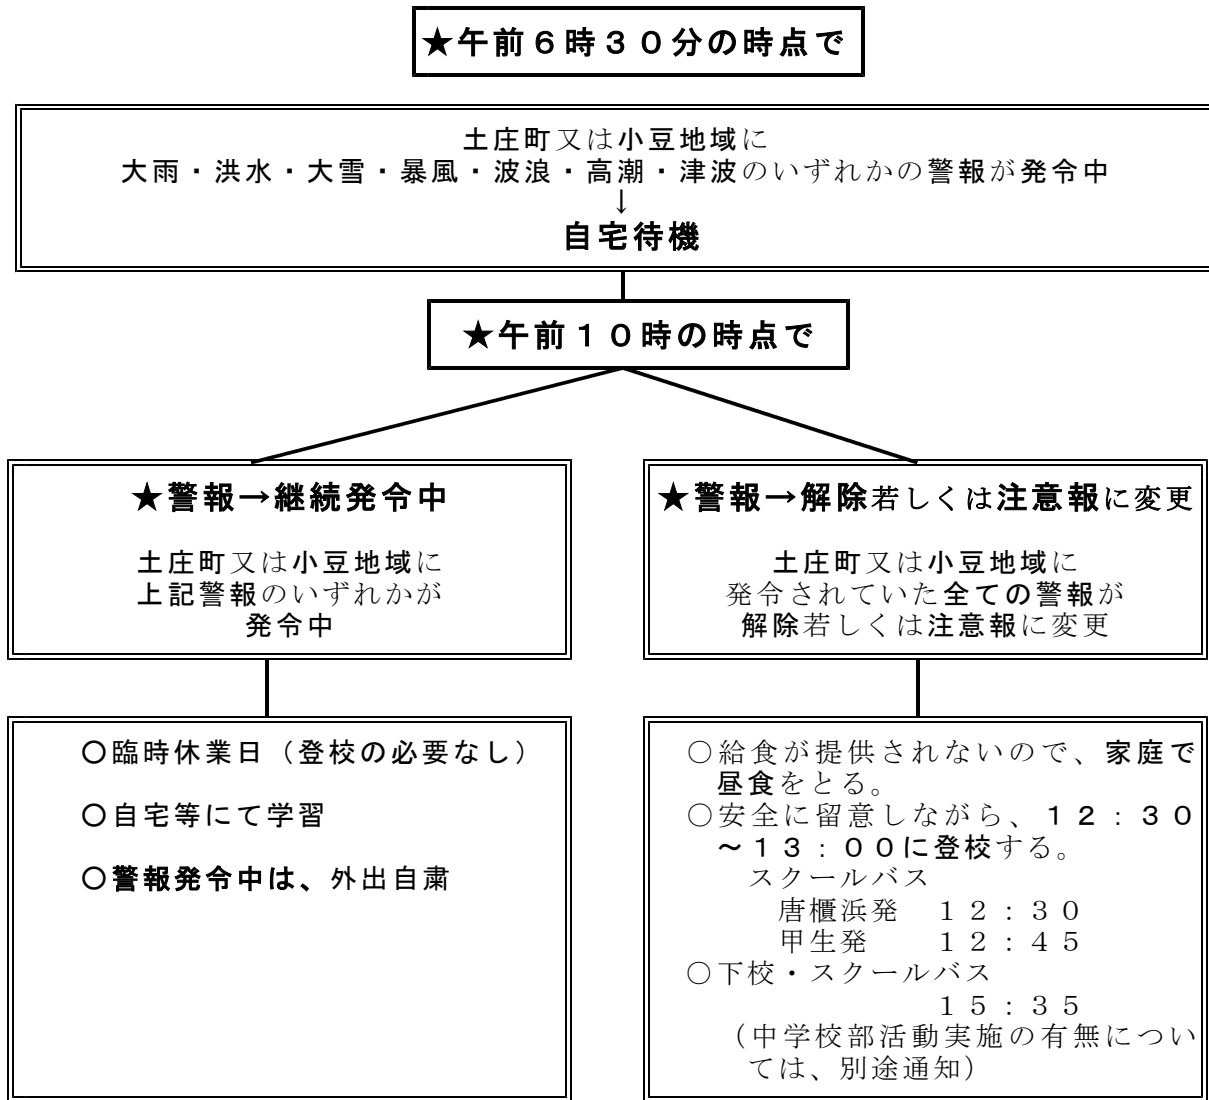 ★午前６時３０分の時点で
土庄町又は小豆地域に
大雨・洪水・大雪・暴風・波浪・高潮・津波のいずれかの警報が発令中
↓
自宅待機
★午前１０時の時点で
★警報→継続発令中
土庄町又は小豆地域に
上記警報のいずれかが
発令中
〇臨時休業日（登校の必要なし）
〇自宅等にて学習
〇警報発令中は、外出自粛
★警報→解除若しくは注意報に変更
土庄町又は小豆地域に
発令されていた全ての警報が
解除若しくは注意報に変更
○給食が提供されないので、家庭で
昼食をとる。
○安全に留意しながら、１２：３０
～１３：００に登校する。
スクールバス
唐櫃浜発　１２：３０
甲生発　　１２：４５
○下校・スクールバス
１５：３５
（中学校部活動実施の有無につい
ては、別途通知）